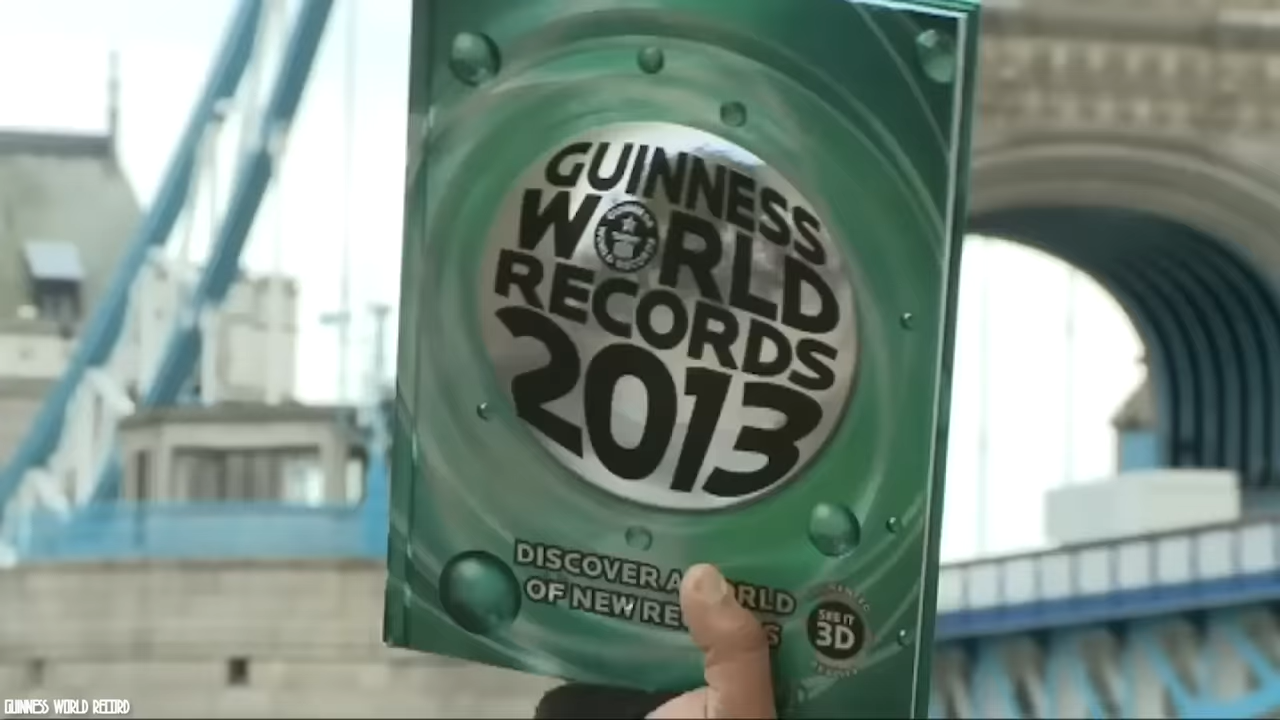 GUINNESS
WORLD
RECORDS
2013
DISCOVER A
OF NEW
SEE IT
3D
GUINNESS WORLD RECORD